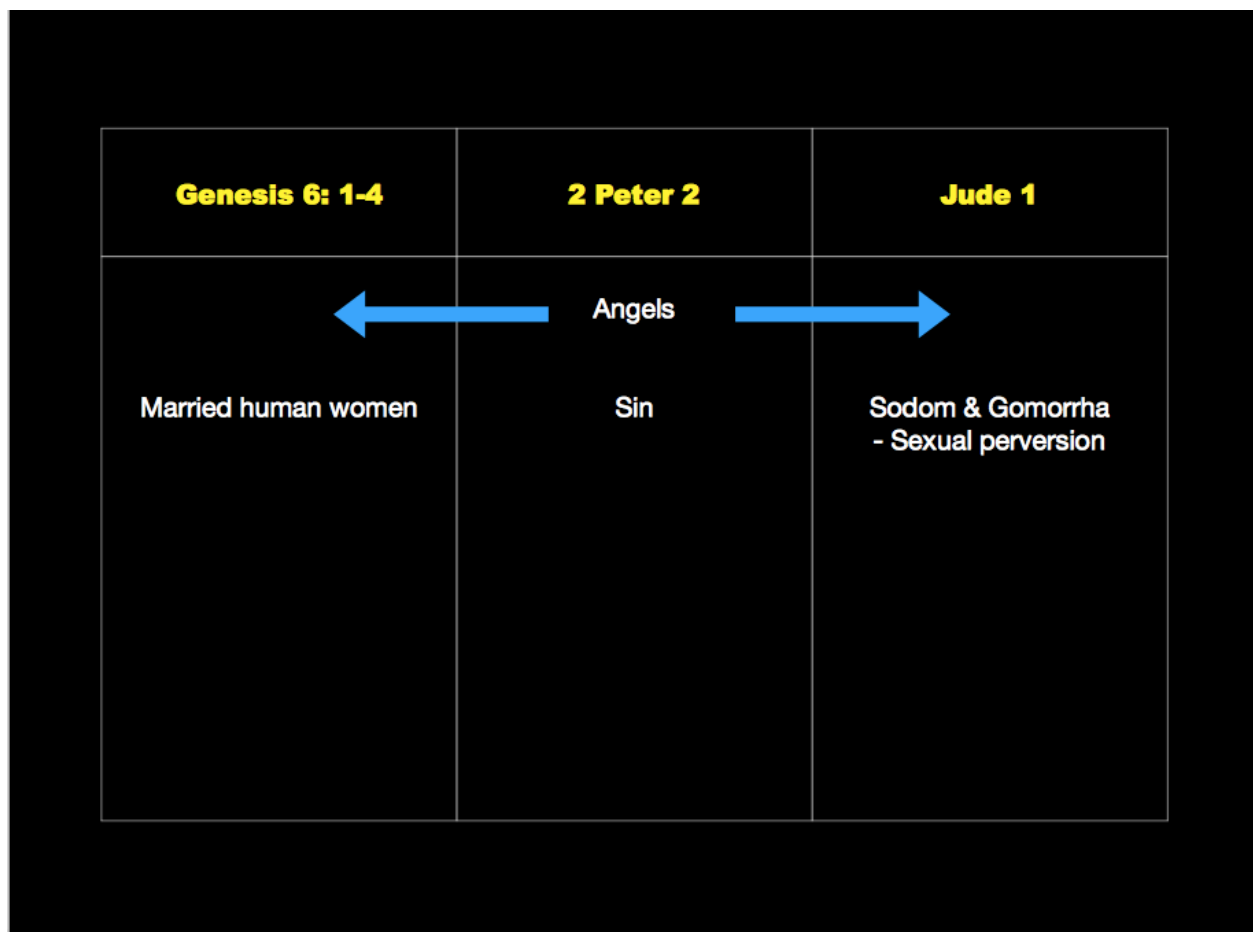 Genesis 6: 1-4
2 Peter 2
Jude 1
Angels
Married human women
Sin
Sodom & Gomorrha
- Sexual perversion